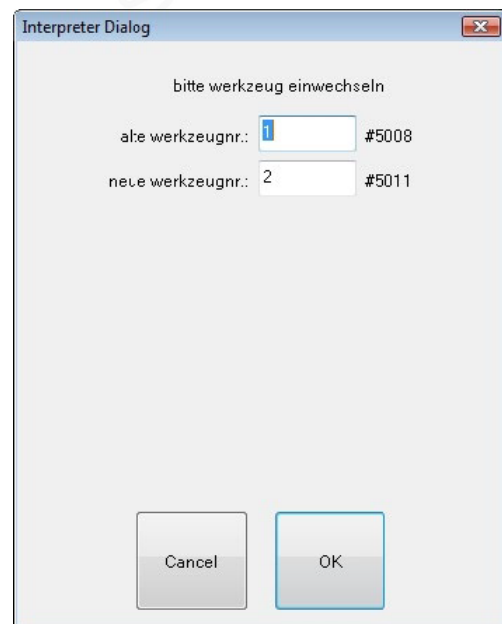 Interpreter Dialog
bitte werkzeug einwechseln
alte werkzeugnr.: 1 #5008
neue werkzeugnr.: 2 #5011
Cancel OK